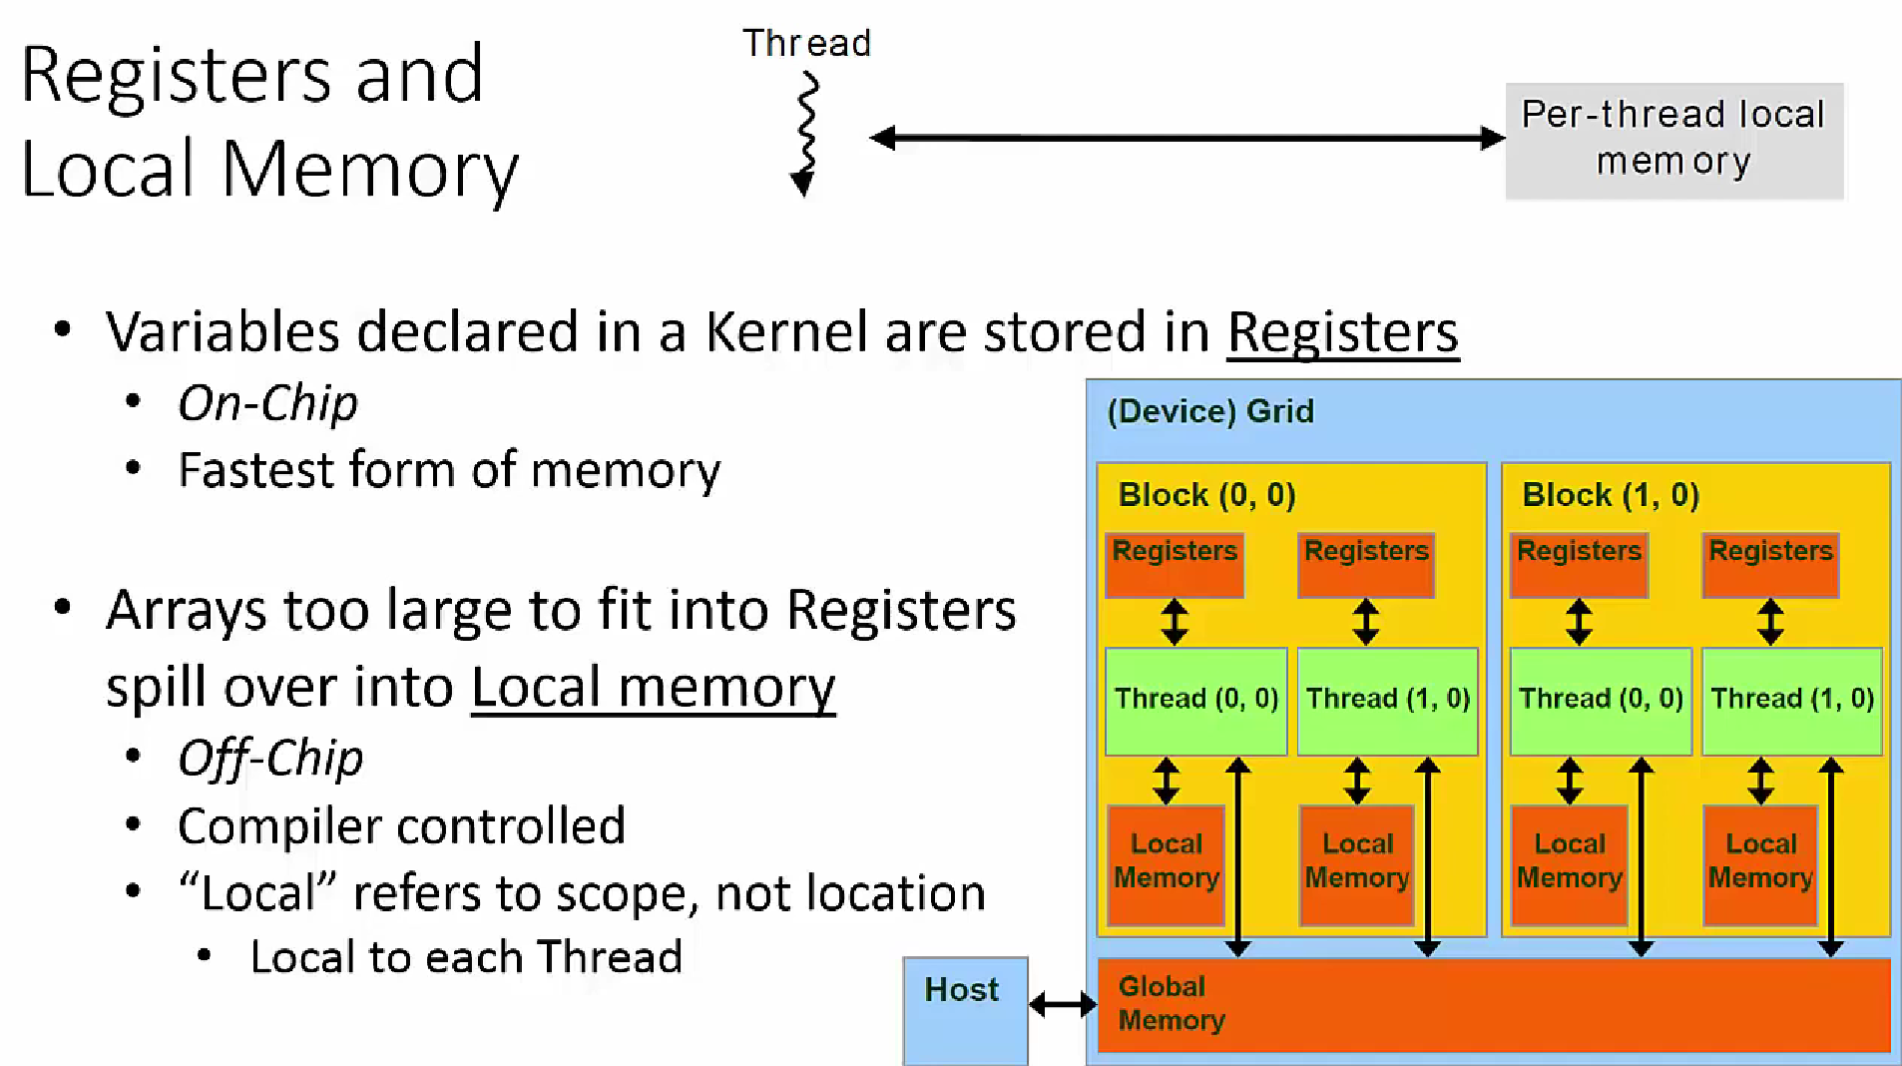 Registers and
Local Memory
Thread
Per-thread local
memory
• Variables declared in a Kernel are stored in Registers
• On-Chip
• Fastest form of memory
• Arrays too large to fit into Registers
spill over into Local memory
• Off-Chip
• Compiler controlled
• “Local” refers to scope, not location
• Local to each Thread
(Device) Grid
Block (0, 0)
Registers
Registers
Thread (0, 0)
Thread (1, 0)
Local
Memory
Local
Memory
Block (1, 0)
Registers
Registers
Thread (0, 0)
Thread (1, 0)
Local
Memory
Local
Memory
Host
Global
Memory